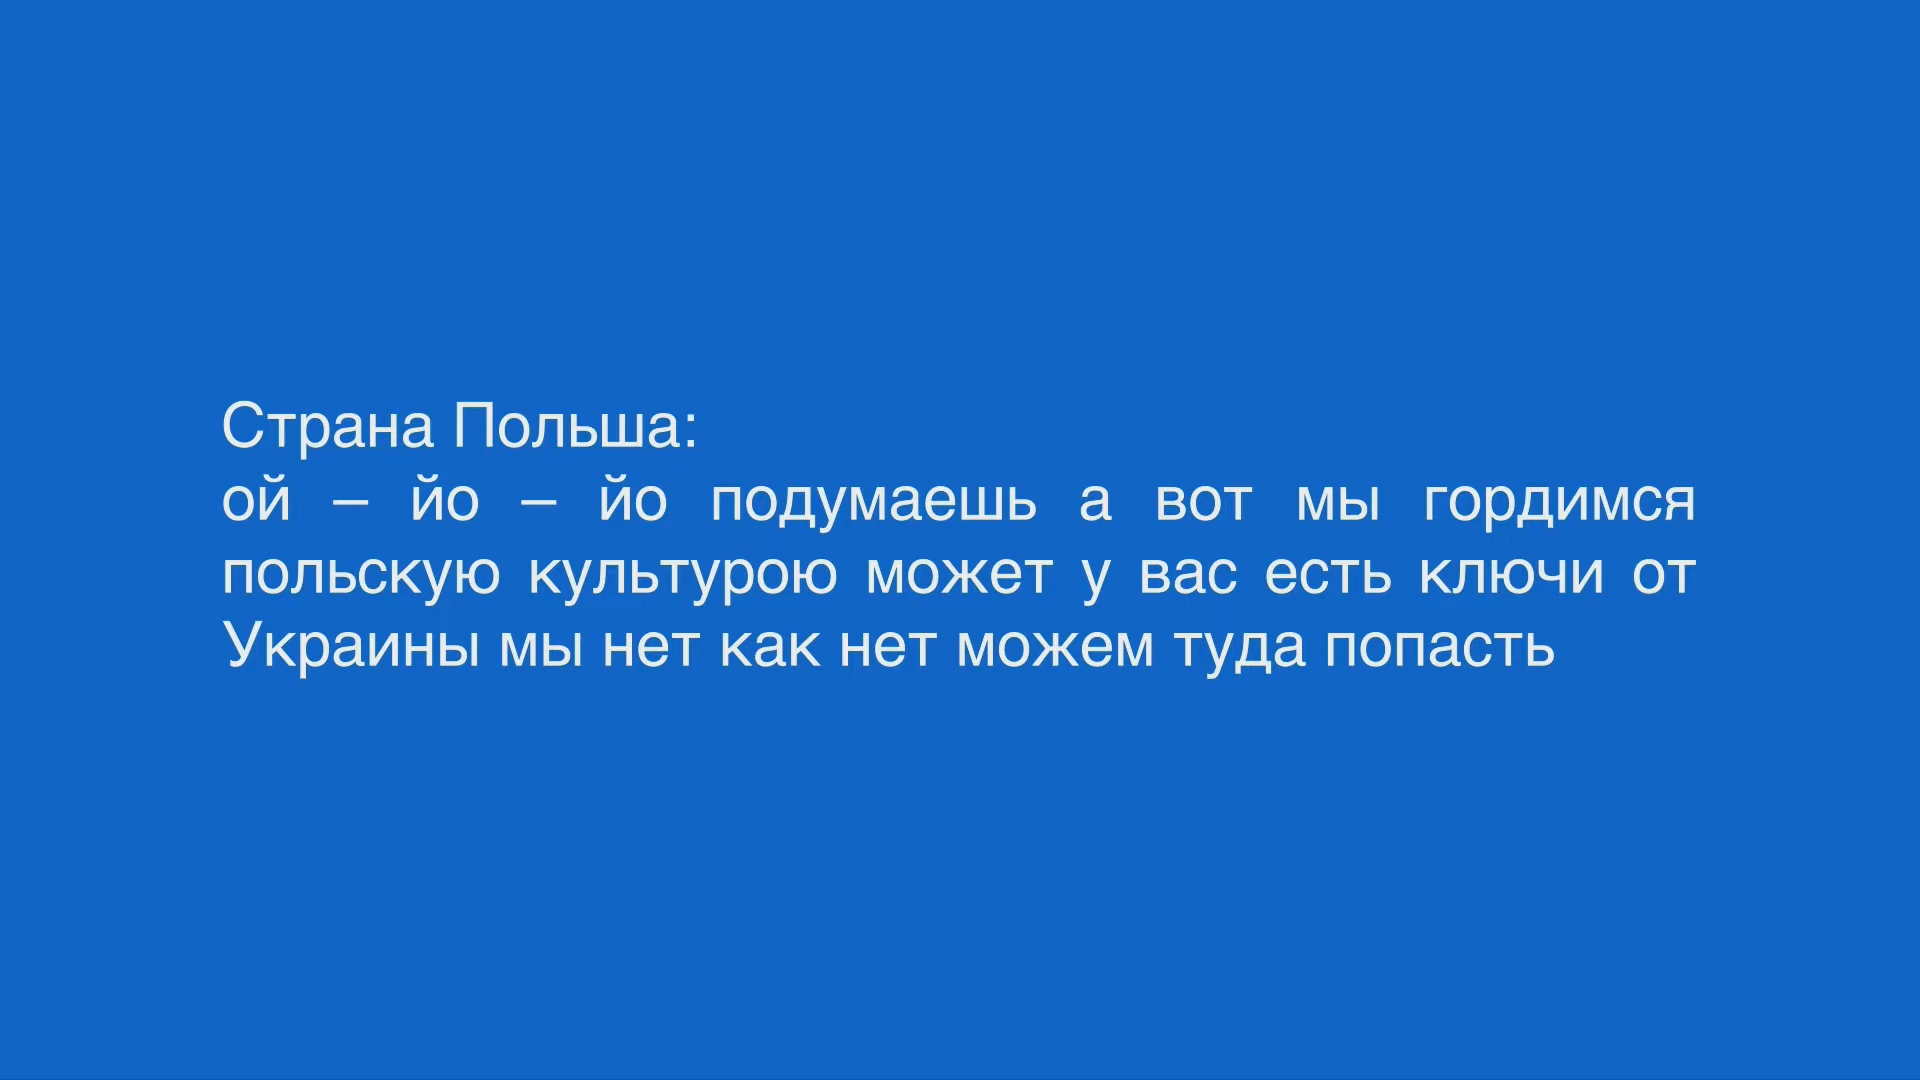 Страна Польша:
ой – йо – йо подумаешь а вот мы гордимся
польскую культурою может у вас есть ключи от
Украины мы нет как нет можем туда попасть